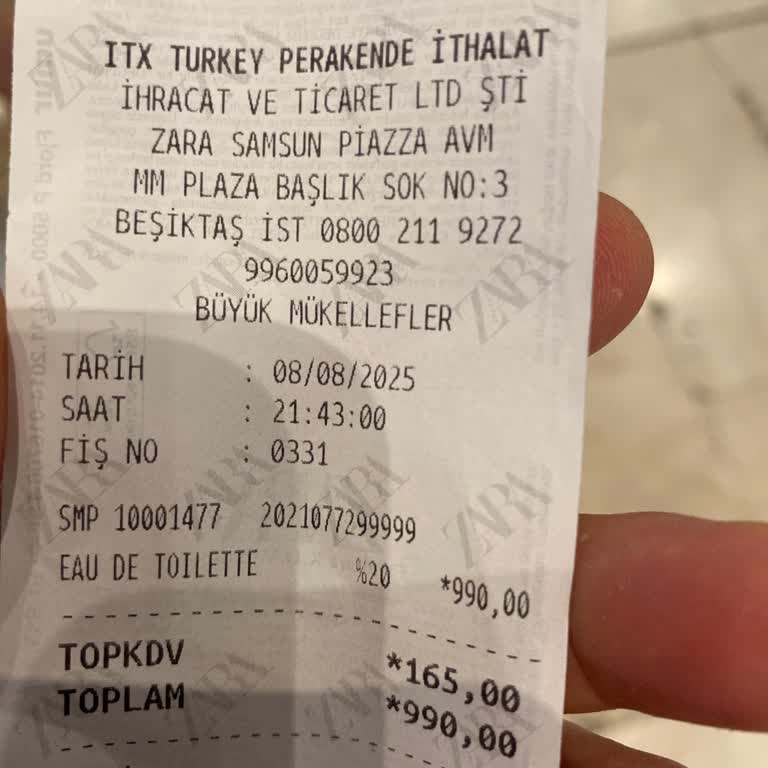 ITX TURKEY PERAKENDE İTHALAT
İHRACAT VE TİCARET LTD ŞTİ
ZARA SAMSUN PİAZZA AVM
MM PLAZA BAŞLIK SOK NO:3
BEŞİKTAŞ İST 0800 211 9272
9960059923
BÜYÜK MÜKELLEFLER
TARİH : 08/08/2025
SAAT : 21:43:00
FİŞ NO : 0331
SMP 10001477 2021077299999
EAU DE TOILETTE %20 *990,00
TOPKDV *165,00
TOPLAM *990,00